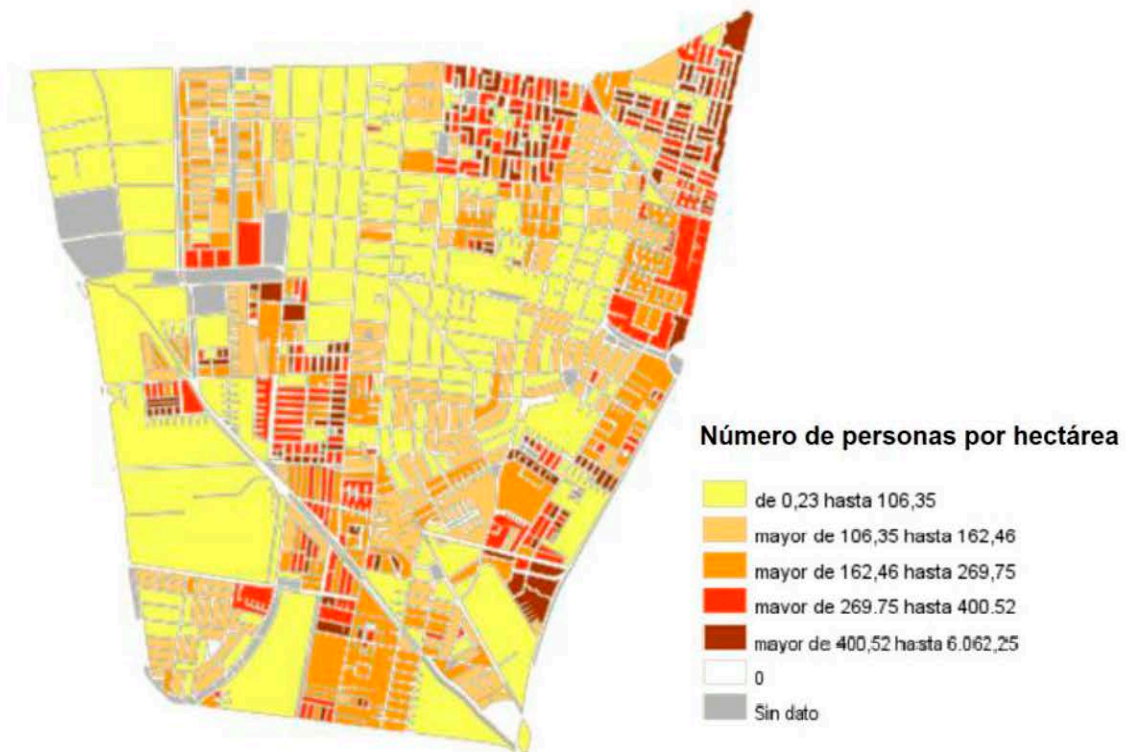 Número de personas por hectárea
de 0,23 hasta 106,35
mayor de 106,35 hasta 162,46
mayor de 162,46 hasta 269,75
mavor de 269.75 hasta 400.52
mayor de 400,52 hasta 6.062,25
0
Sin dato